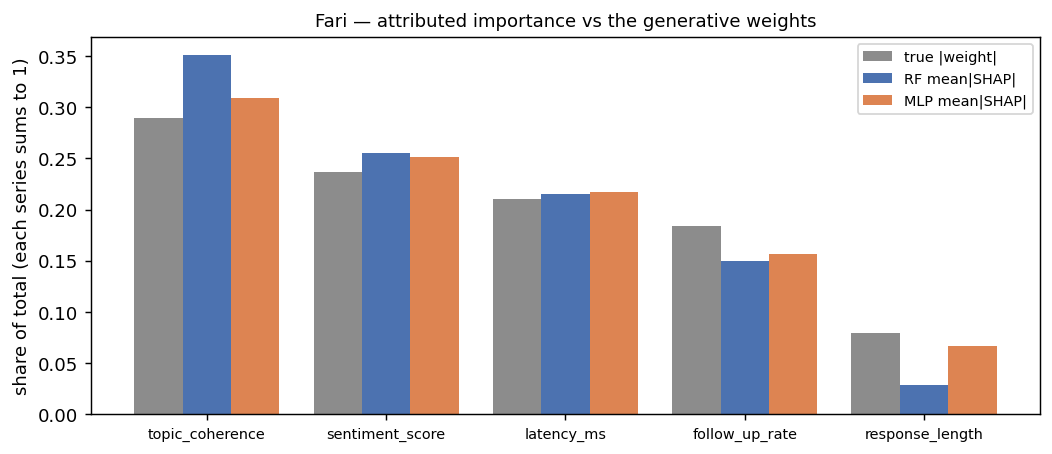 Fari — attributed importance vs the generative weights
true |weight|
RF mean|SHAP|
MLP mean|SHAP|
share of total (each series sums to 1)
0.35
0.30
0.25
0.20
0.15
0.10
0.05
0.00
topic_coherence
sentiment_score
latency_ms
follow_up_rate
response_length